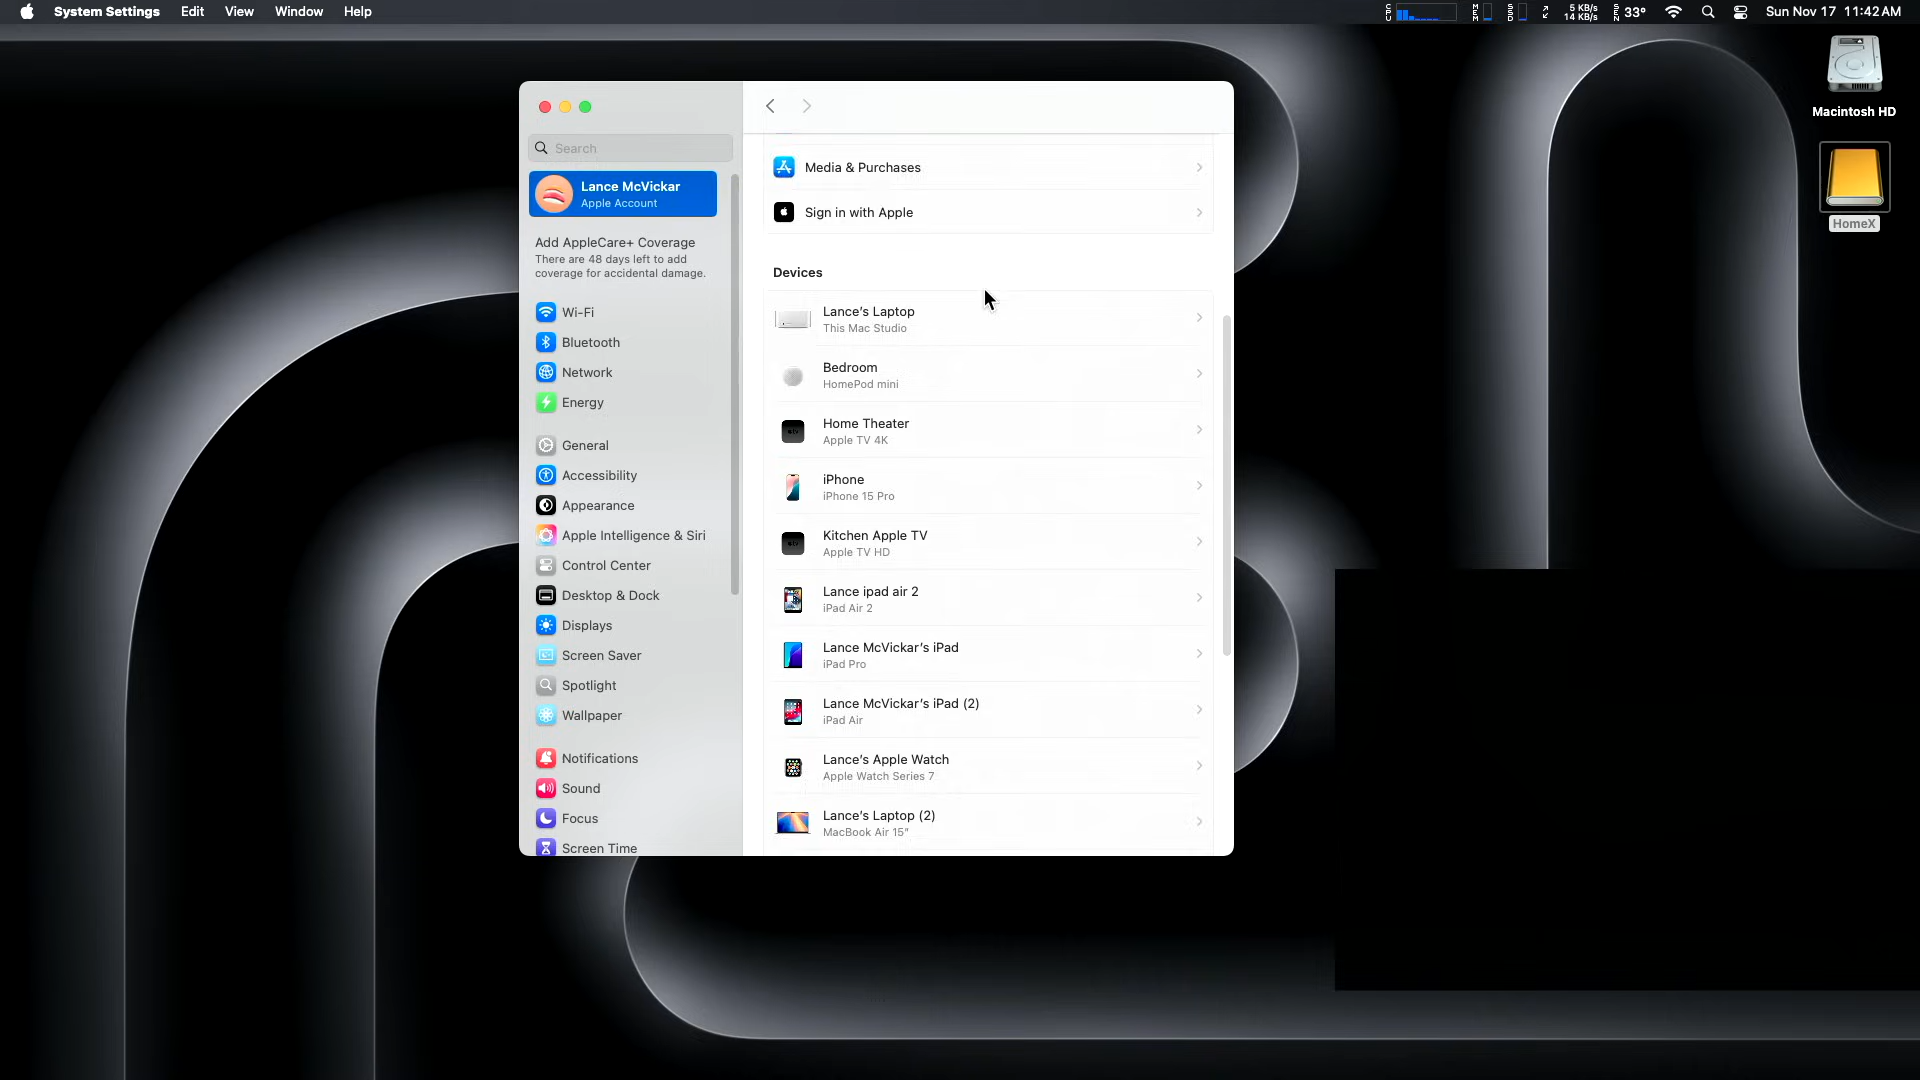 System Settings Edit View Window Help
CPU MEM SSD 5 KB/s 14 KB/s SEN 33° Sun Nov 17 11:42 AM
Macintosh HD
HomeX
Search
Lance McVickar
Apple Account
Add AppleCare+ Coverage
There are 48 days left to add
coverage for accidental damage.
Wi-Fi
Bluetooth
Network
Energy
General
Accessibility
Appearance
Apple Intelligence & Siri
Control Center
Desktop & Dock
Displays
Screen Saver
Spotlight
Wallpaper
Notifications
Sound
Focus
Screen Time
Media & Purchases
Sign in with Apple
Devices
Lance's Laptop
This Mac Studio
Bedroom
HomePod mini
Home Theater
Apple TV 4K
iPhone
iPhone 15 Pro
Kitchen Apple TV
Apple TV HD
Lance ipad air 2
iPad Air 2
Lance McVickar's iPad
iPad Pro
Lance McVickar's iPad (2)
iPad Air
Lance's Apple Watch
Apple Watch Series 7
Lance's Laptop (2)
MacBook Air 15"